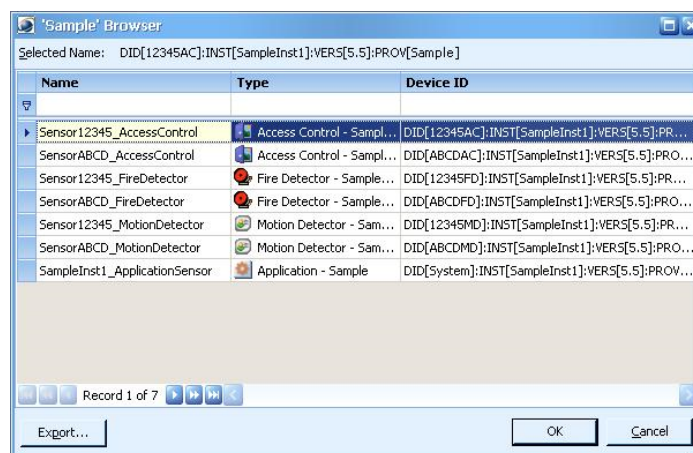 'Sample' Browser
Selected Name: DID[12345AC]:INST[SampleInst1]:VERS[5.5]:PROV[Sample]
Name Type Device ID
Sensor12345_AccessControl Access Control - Sampl... DID[12345AC]:INST[SampleInst1]:VERS[5.5]:PR...
SensorABCD_AccessControl Access Control - Sampl... DID[ABCDAC]:INST[SampleInst1]:VERS[5.5]:PRO...
Sensor12345_FireDetector Fire Detector - Sample... DID[12345FD]:INST[SampleInst1]:VERS[5.5]:PR...
SensorABCD_FireDetector Fire Detector - Sample... DID[ABCDFD]:INST[SampleInst1]:VERS[5.5]:PRO...
Sensor12345_MotionDetector Motion Detector - Sam... DID[12345MD]:INST[SampleInst1]:VERS[5.5]:PR...
SensorABCD_MotionDetector Motion Detector - Sam... DID[ABCDMD]:INST[SampleInst1]:VERS[5.5]:PRO...
SampleInst1_ApplicationSensor Application - Sample DID[System]:INST[SampleInst1]:VERS[5.5]:PROV...
Record 1 of 7
Export... OK Cancel